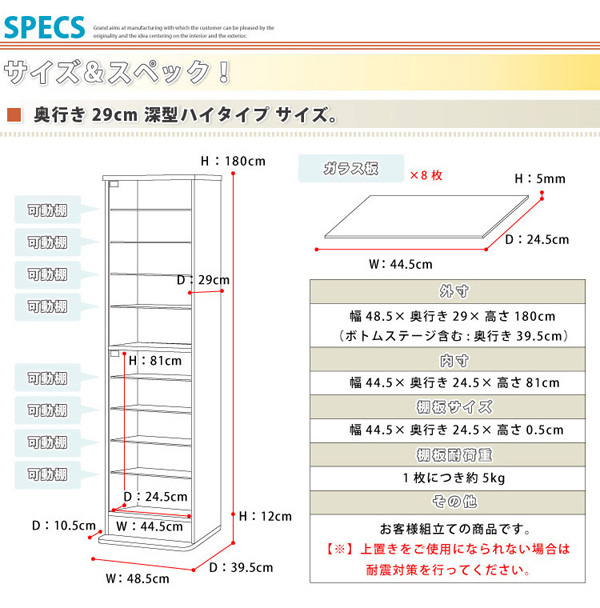 SPECS
Grand aims at manufacturing with which the customer can be pleased by the
originality and the idea centering on the interior and the exterior.
サイズ&スペック!
奥行き 29cm 深型ハイタイプ サイズ。
H:180cm
可動棚
可動棚
可動棚
可動棚
D:29cm
H:81cm
可動棚
可動棚
可動棚
可動棚
D:24.5cm
W:44.5cm
D:10.5cm
H:12cm
W:48.5cm
D:39.5cm
ガラス板
×8枚
H:5mm
D:24.5cm
W:44.5cm
外寸
幅 48.5× 奥行き 29× 高さ 180cm
(ボトムステージ含む:奥行き 39.5cm)
内寸
幅 44.5× 奥行き 24.5× 高さ 81cm
棚板サイズ
幅 44.5× 奥行き 24.5× 高さ 0.5cm
棚板耐荷重
1枚につき約 5kg
その他
お客様組立ての商品です。
【※】上置きをご使用になられない場合は
耐震対策を行ってください。